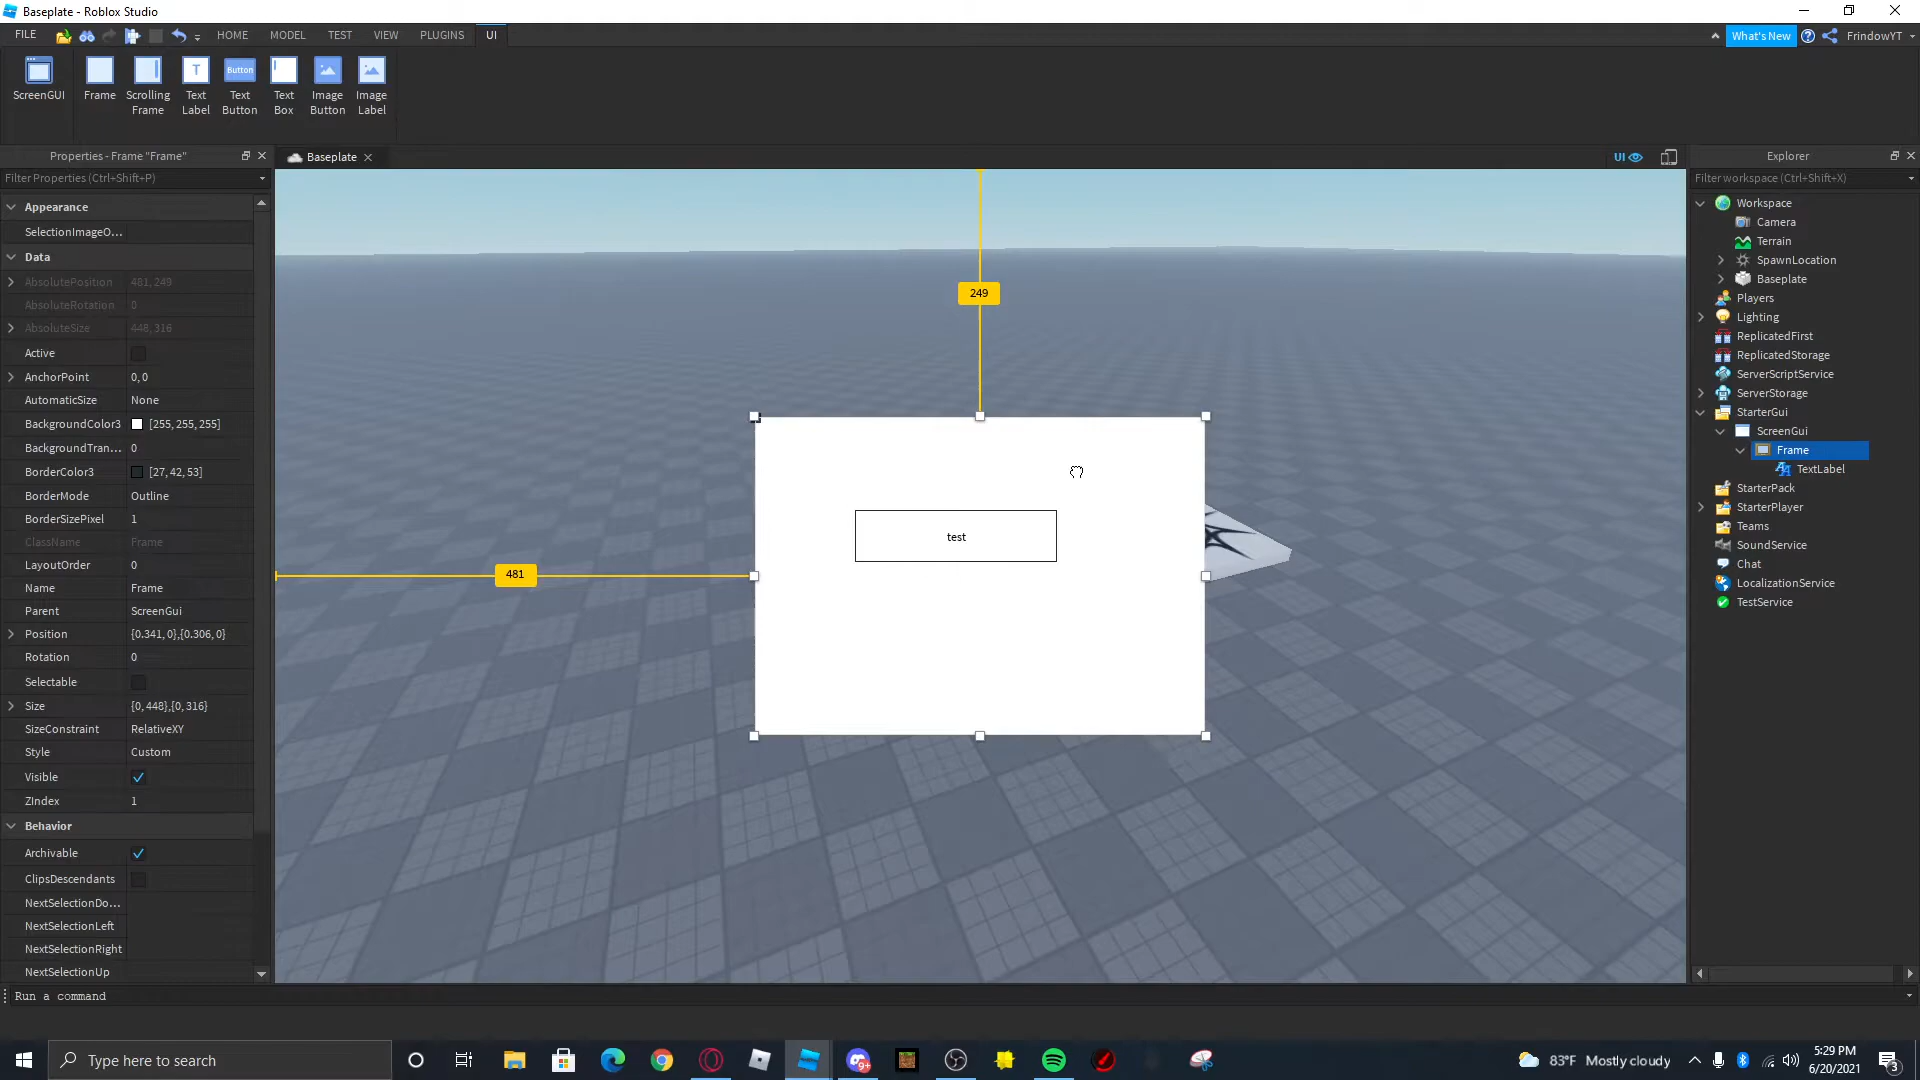 Baseplate - Roblox Studio
FILE
HOME
MODEL
TEST
VIEW
PLUGINS
UI
What's New
FrindowYT
ScreenGUI
Frame
Scrolling
Frame
Text
Label
Button
Text
Button
Text
Box
Image
Button
Image
Label
Properties - Frame "Frame"
Filter Properties (Ctrl+Shift+P)
Appearance
SelectionImageO...
Data
AbsolutePosition 481, 249
AbsoluteRotation 0
AbsoluteSize 448, 316
Active
AnchorPoint 0, 0
AutomaticSize None
BackgroundColor3 [255, 255, 255]
BackgroundTran... 0
BorderColor3 [27, 42, 53]
BorderMode Outline
BorderSizePixel 1
ClassName Frame
LayoutOrder 0
Name Frame
Parent ScreenGui
Position {0.341, 0},{0.306, 0}
Rotation 0
Selectable
Size {0, 448},{0, 316}
SizeConstraint RelativeXY
Style Custom
Visible
ZIndex 1
Behavior
Archivable
ClipsDescendants
NextSelectionDo...
NextSelectionLeft
NextSelectionRight
NextSelectionUp
Baseplate
UI
249
481
test
Explorer
Filter workspace (Ctrl+Shift+X)
Workspace
Camera
Terrain
SpawnLocation
Baseplate
Players
Lighting
ReplicatedFirst
ReplicatedStorage
ServerScriptService
ServerStorage
StarterGui
ScreenGui
Frame
TextLabel
StarterPack
StarterPlayer
Teams
SoundService
Chat
LocalizationService
TestService
Run a command
Type here to search
9+
83°F Mostly cloudy
5:29 PM
6/20/2021
3